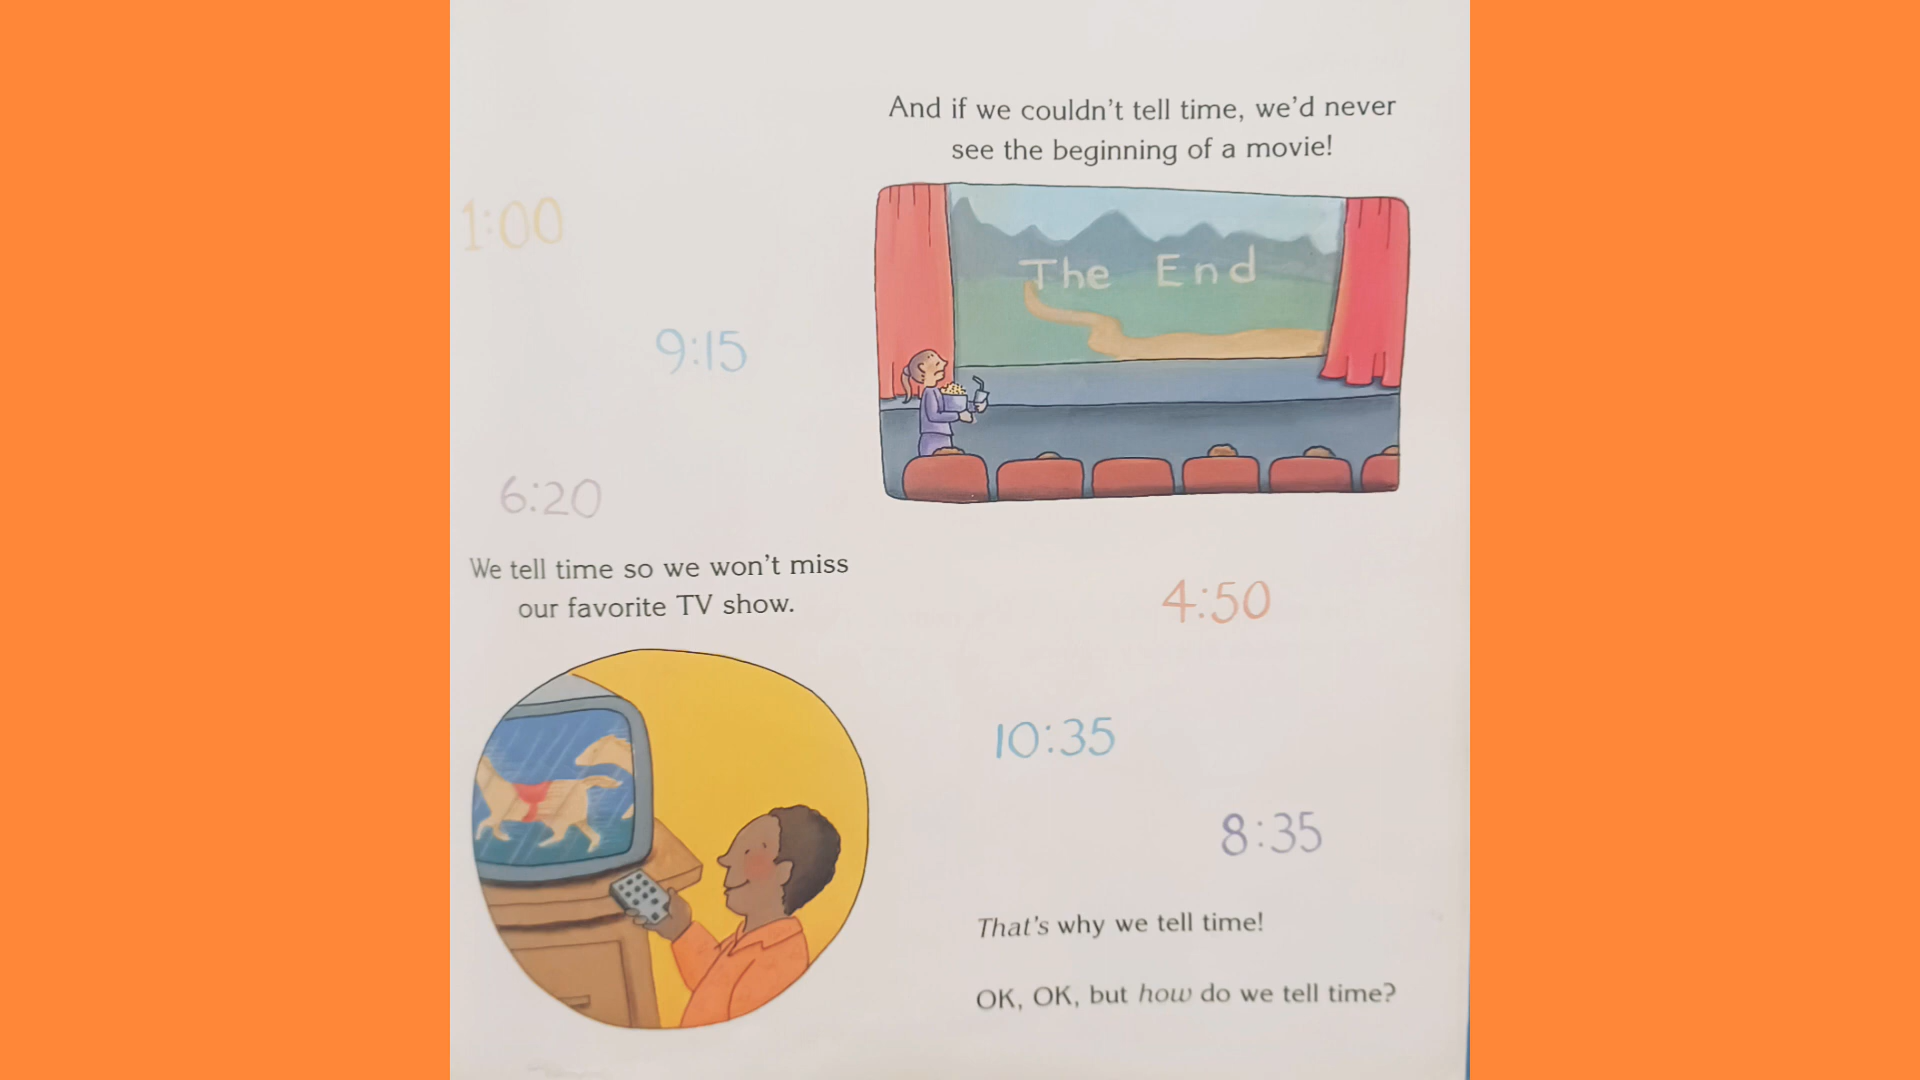 And if we couldn't tell time, we'd never
see the beginning of a movie!
The End
1:00
9:15
6:20
We tell time so we won't miss
our favorite TV show.
4:50
10:35
8:35
That's why we tell time!
OK, OK, but how do we tell time?